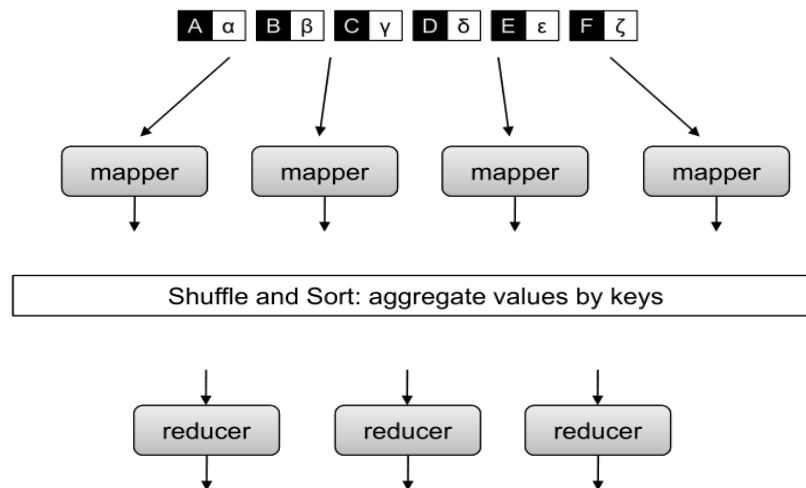 A α B β C γ D δ E ε F ζ
mapper mapper mapper mapper
Shuffle and Sort: aggregate values by keys
reducer reducer reducer